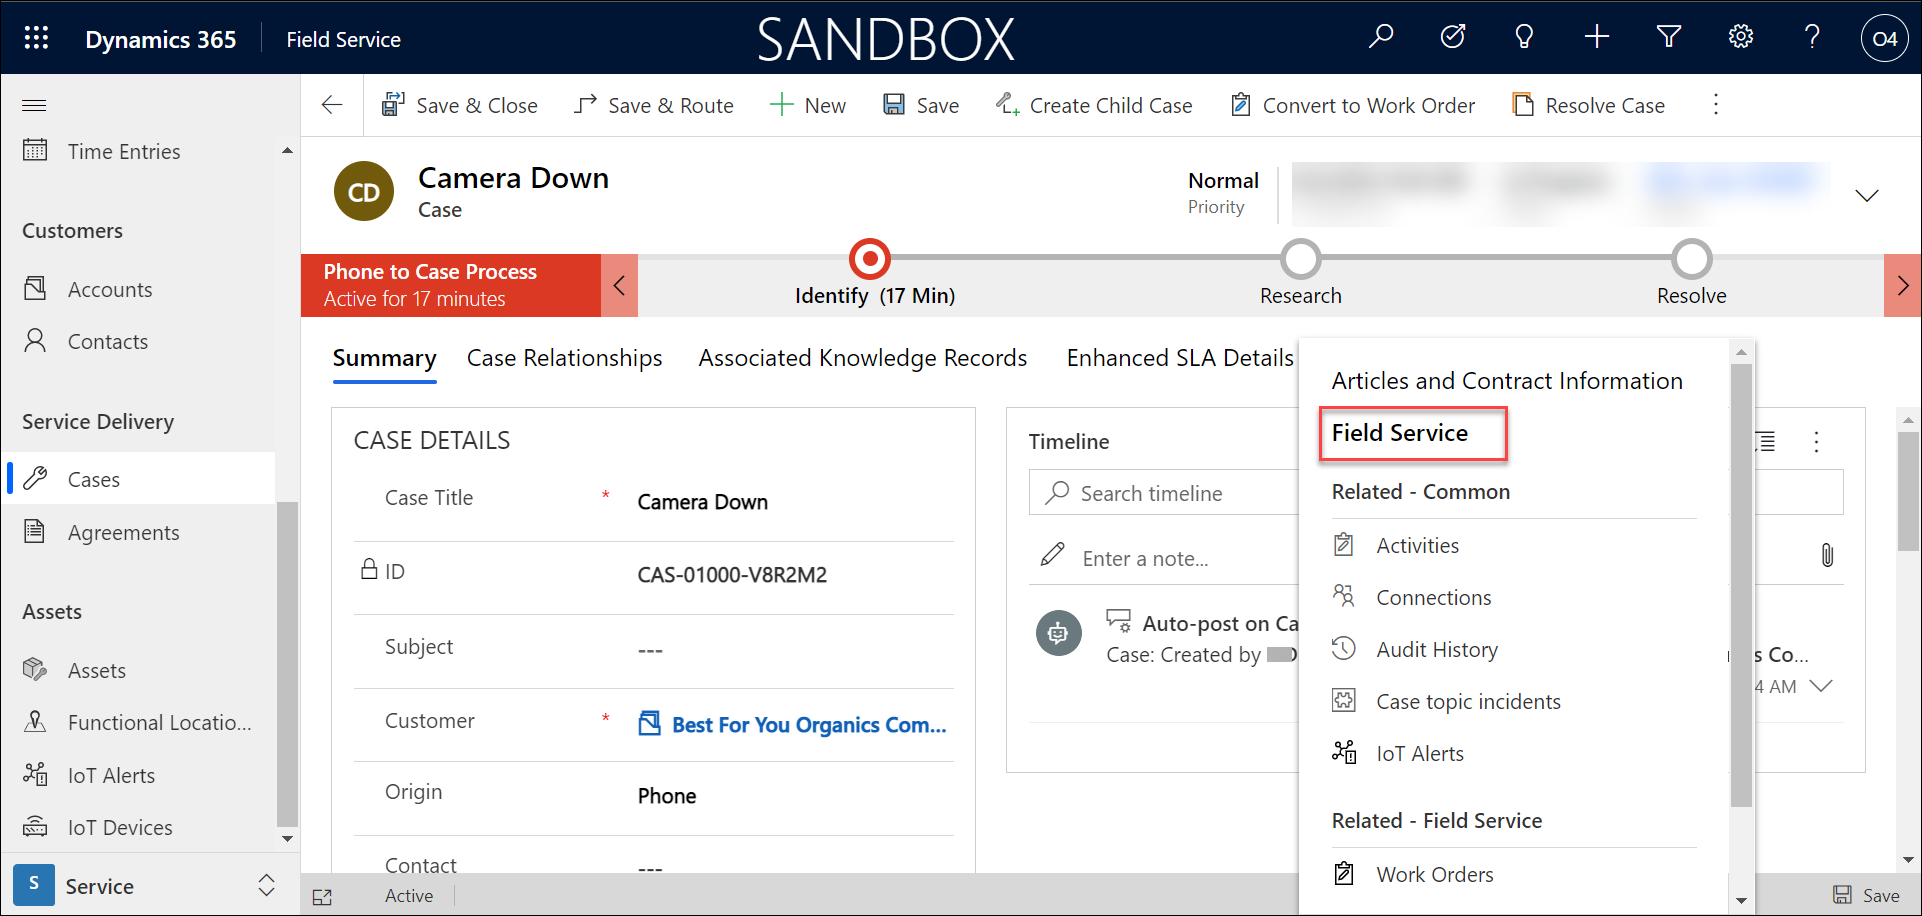 Dynamics 365
Field Service
SANDBOX
O4
Save & Close
Save & Route
New
Save
Create Child Case
Convert to Work Order
Resolve Case
Time Entries
Customers
Accounts
Contacts
Service Delivery
Cases
Agreements
Assets
Assets
Functional Locatio...
IoT Alerts
IoT Devices
S
Service
CD
Camera Down
Case
Normal
Priority
Phone to Case Process
Active for 17 minutes
Identify (17 Min)
Research
Resolve
Summary
Case Relationships
Associated Knowledge Records
Enhanced SLA Details
CASE DETAILS
Case Title * Camera Down
ID CAS-01000-V8R2M2
Subject ---
Customer * Best For You Organics Com...
Origin Phone
Contact ---
Timeline
Search timeline
Enter a note...
Auto-post on Ca
Case: Created by
s Co...
4 AM
Articles and Contract Information
Field Service
Related - Common
Activities
Connections
Audit History
Case topic incidents
IoT Alerts
Related - Field Service
Work Orders
Active
Save